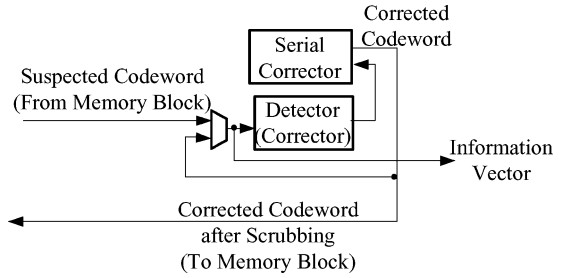 Corrected
Codeword
Serial
Corrector
Suspected Codeword
(From Memory Block)
Detector
(Corrector)
Information
Vector
Corrected Codeword
after Scrubbing
(To Memory Block)